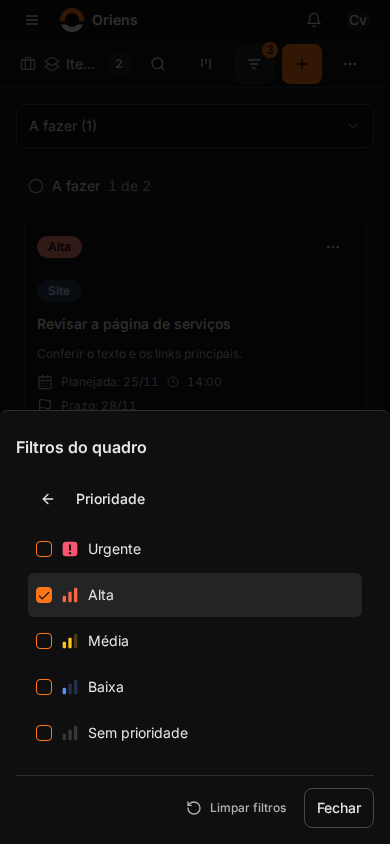 Oriens
Cv
Ite...
2
3
A fazer (1)
A fazer 1 de 2
Alta
Site
Revisar a página de serviços
Conferir o texto e os links principais.
Planejada: 25/11 14:00
Prazo: 28/11
Filtros do quadro
Prioridade
Urgente
Alta
Média
Baixa
Sem prioridade
Limpar filtros
Fechar